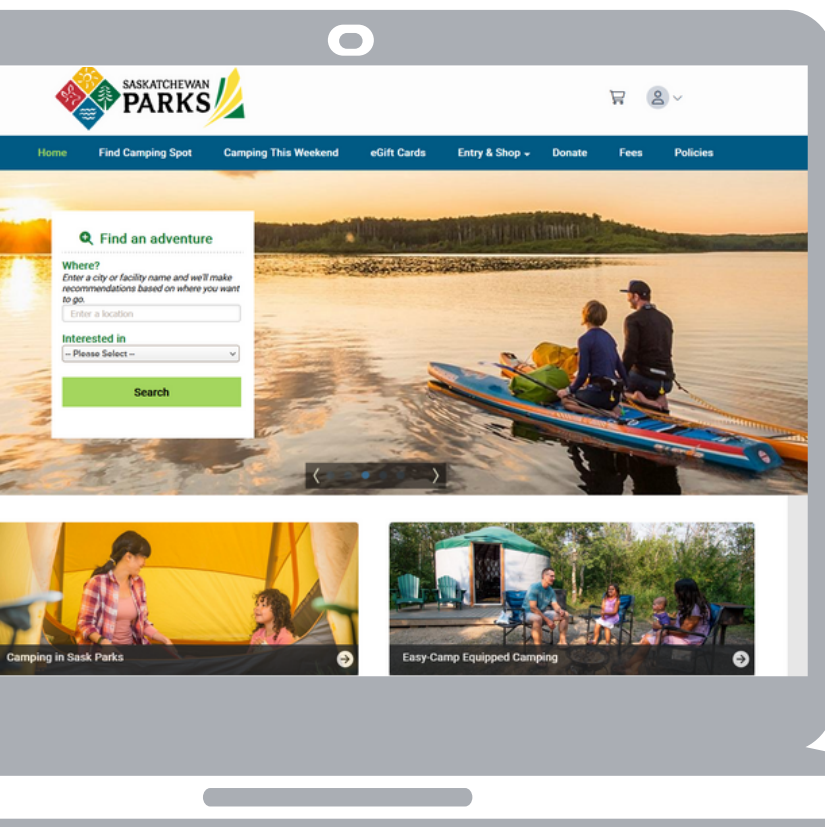 SASKATCHEWAN
PARKS
Home Find Camping Spot Camping This Weekend eGift Cards Entry & Shop Donate Fees Policies
Find an adventure
Where?
Enter a city or facility name and we'll make
recommendations based on where you want
to go.
Enter a location
Interested in
-- Please Select --
Search
Camping in Sask Parks
Easy-Camp Equipped Camping